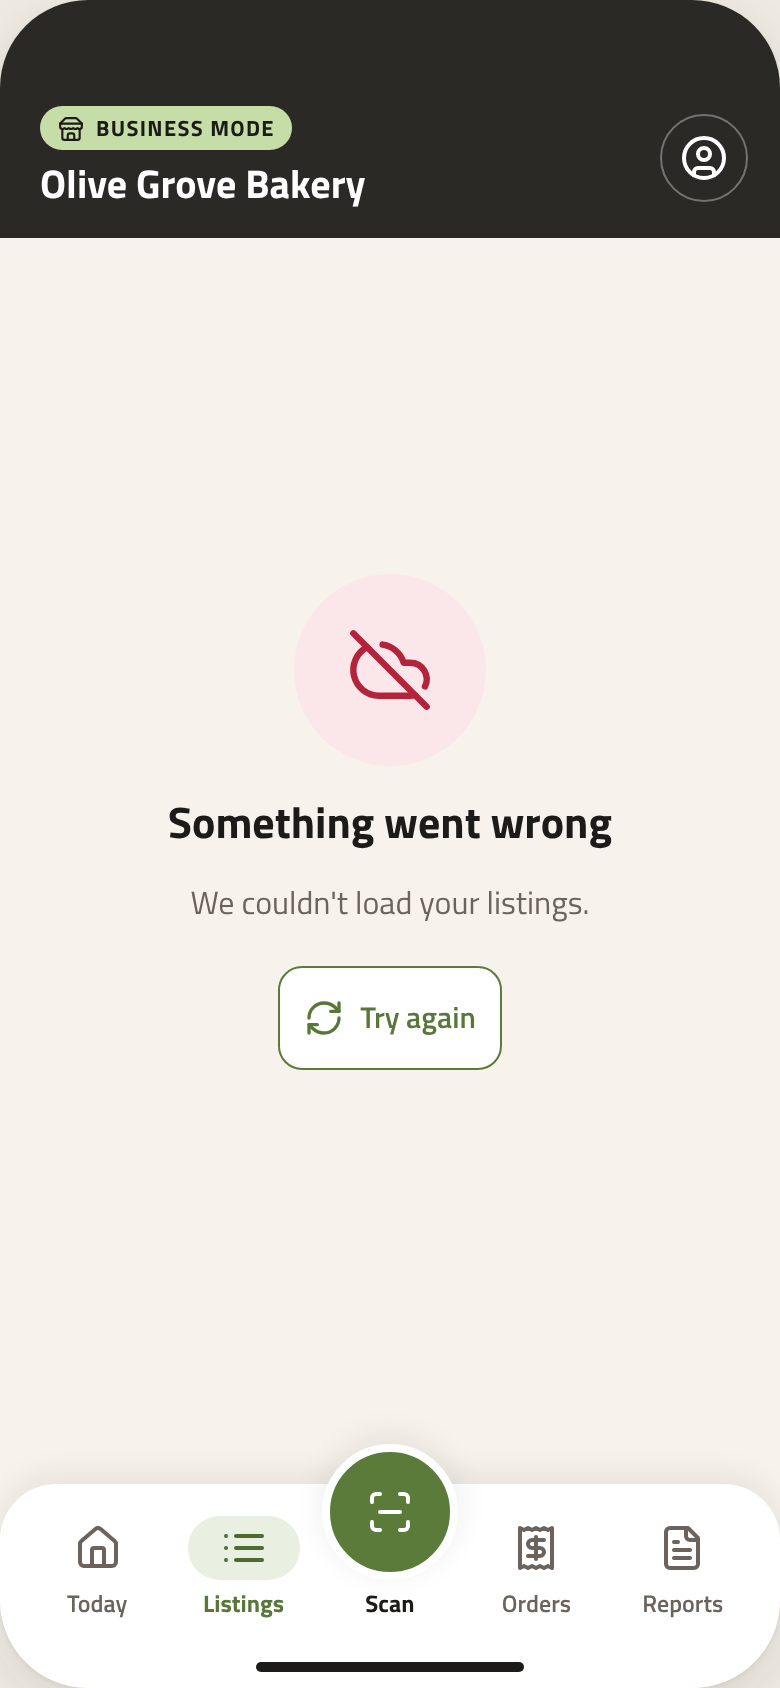 BUSINESS MODE
Olive Grove Bakery
Something went wrong
We couldn't load your listings.
Try again
Today
Listings
Scan
Orders
Reports